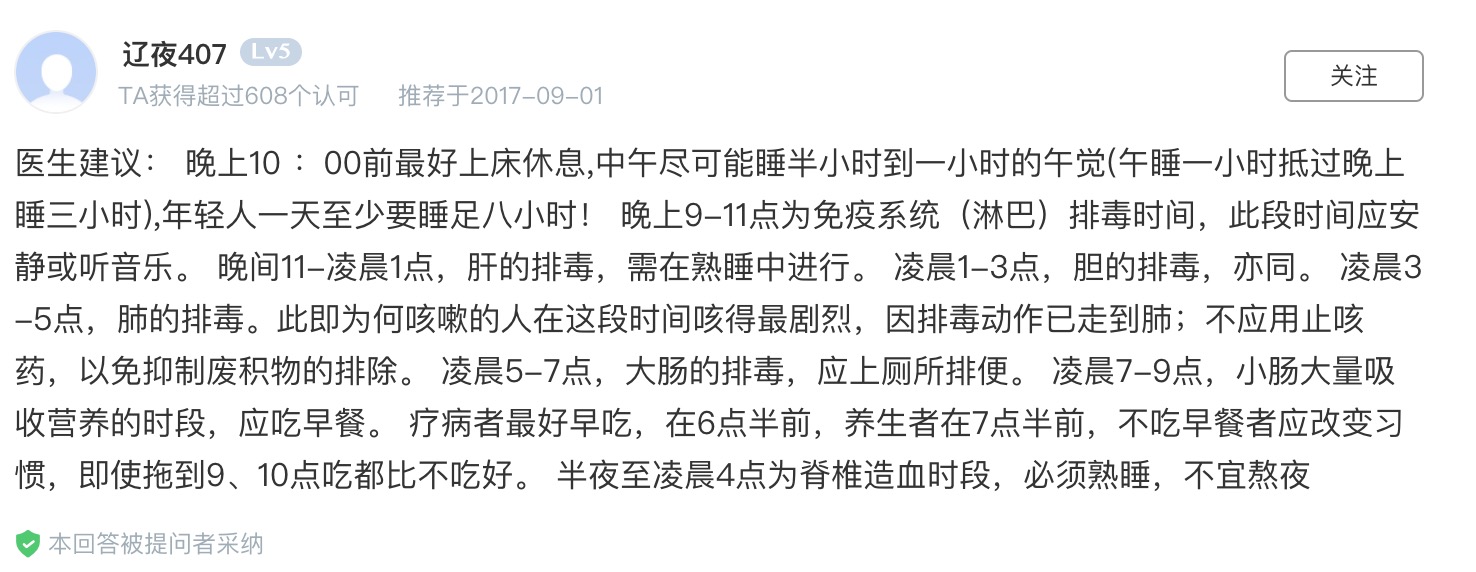 辽夜407 Lv5
TA获得超过608个认可 推荐于2017-09-01
关注
医生建议： 晚上10 ：00前最好上床休息,中午尽可能睡半小时到一小时的午觉(午睡一小时抵过晚上
睡三小时),年轻人一天至少要睡足八小时！ 晚上9-11点为免疫系统（淋巴）排毒时间，此段时间应安
静或听音乐。 晚间11-凌晨1点，肝的排毒，需在熟睡中进行。 凌晨1-3点，胆的排毒，亦同。 凌晨3
-5点，肺的排毒。此即为何咳嗽的人在这段时间咳得最剧烈，因排毒动作已走到肺；不应用止咳
药，以免抑制废积物的排除。 凌晨5-7点，大肠的排毒，应上厕所排便。 凌晨7-9点，小肠大量吸
收营养的时段，应吃早餐。 疗病者最好早吃，在6点半前，养生者在7点半前，不吃早餐者应改变习
惯，即使拖到9、10点吃都比不吃好。 半夜至凌晨4点为脊椎造血时段，必须熟睡，不宜熬夜
本回答被提问者采纳